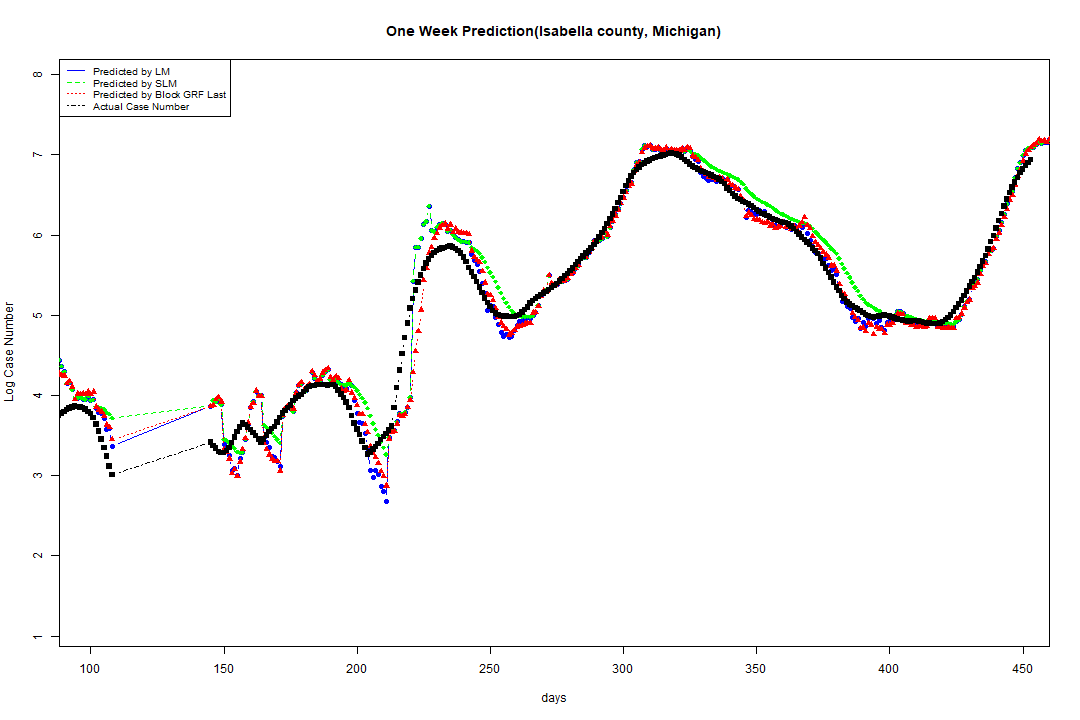 One Week Prediction(Isabella county, Michigan)
Predicted by LM
Predicted by SLM
Predicted by Block GRF Last
Actual Case Number
8
7
6
5
4
3
2
1
Log Case Number
100 150 200 250 300 350 400 450
days